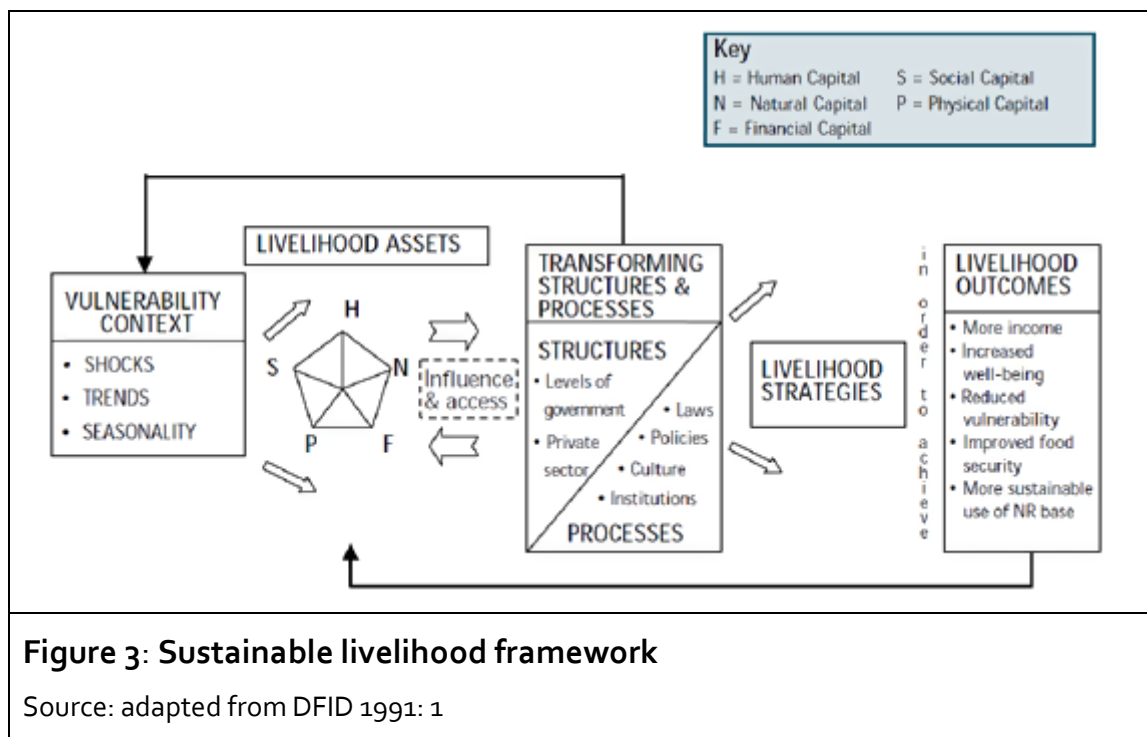 Key
H = Human Capital S = Social Capital
N = Natural Capital P = Physical Capital
F = Financial Capital
LIVELIHOOD ASSETS
VULNERABILITY
CONTEXT
• SHOCKS
• TRENDS
• SEASONALITY
H
S
N
P
F
Influence
& access
TRANSFORMING
STRUCTURES &
PROCESSES
STRUCTURES
• Levels of
government
• Private
sector
• Laws
• Policies
• Culture
• Institutions
PROCESSES
LIVELIHOOD
STRATEGIES
in order to achieve
LIVELIHOOD
OUTCOMES
• More income
• Increased
well-being
• Reduced
vulnerability
• Improved food
security
• More sustainable
use of NR base
Figure 3: Sustainable livelihood framework
Source: adapted from DFID 1991: 1